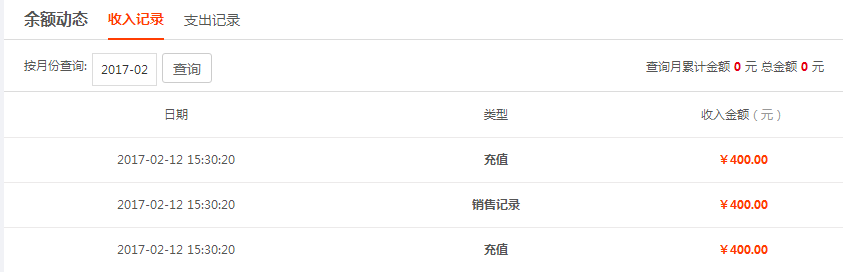 余额动态 收入记录 支出记录
按月份查询: 2017-02 查询 查询月累计金额 0 元 总金额 0 元
日期 类型 收入金额（元）
2017-02-12 15:30:20 充值 ￥400.00
2017-02-12 15:30:20 销售记录 ￥400.00
2017-02-12 15:30:20 充值 ￥400.00